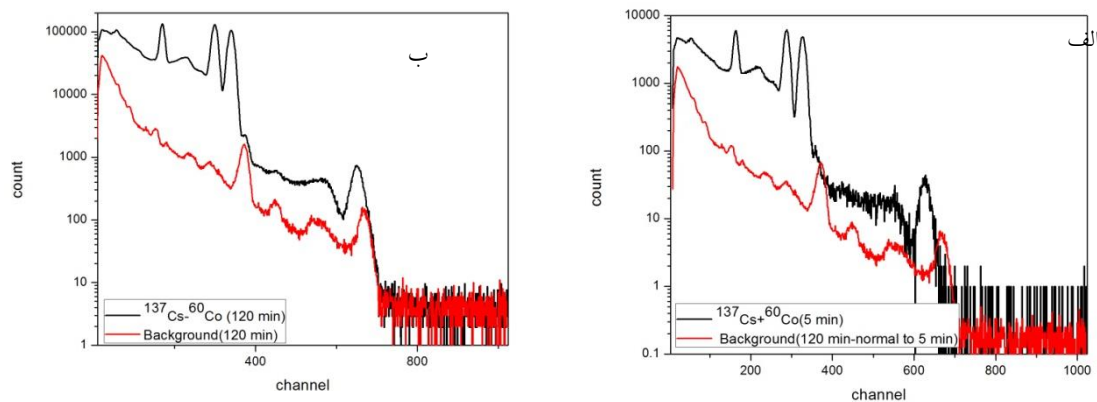 100000
10000
1000
100
10
1
count
400
800
channel
ب
¹³⁷Cs-⁶⁰Co (120 min)
Background(120 min)
10000
1000
100
10
1
0.1
count
200
400
600
800
1000
channel
الف
¹³⁷Cs+⁶⁰Co(5 min)
Background(120 min-normal to 5 min)